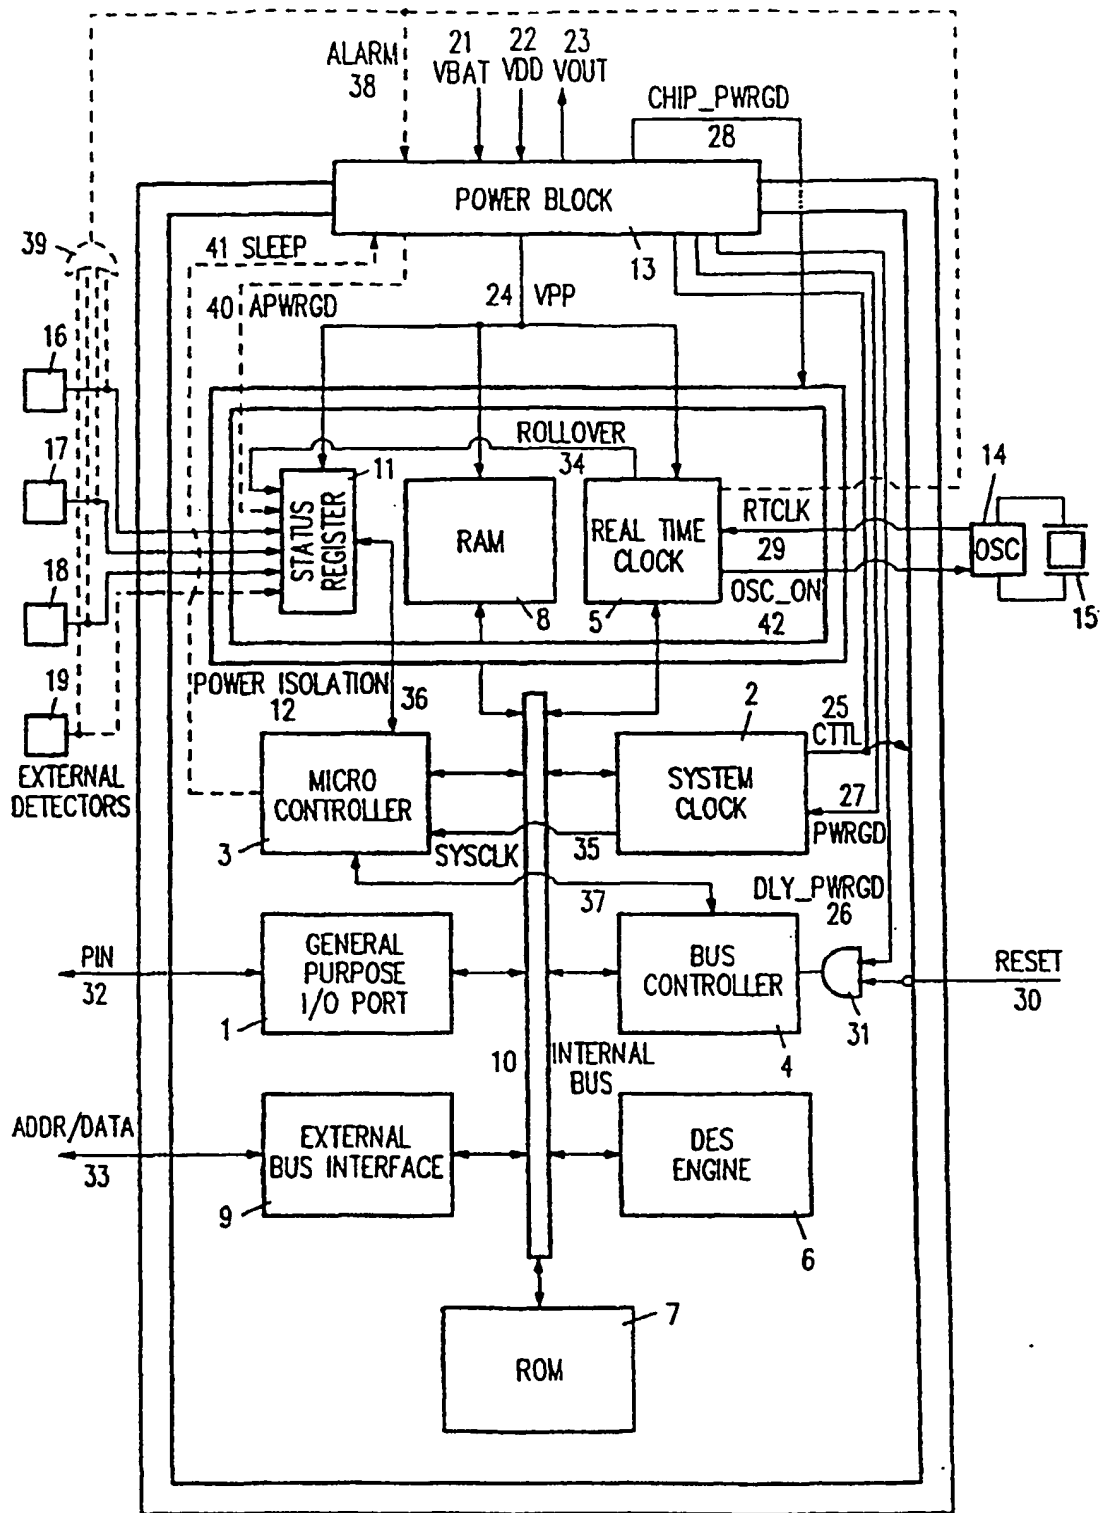 ALARM
38
21
VBAT
22
VDD
23
VOUT
CHIP_PWRGD
28
POWER BLOCK
13
39
41 SLEEP
40 APWRGD
24 VPP
16
17
18
19
EXTERNAL
DETECTORS
ROLLOVER
34
11
STATUS
REGISTER
RAM
8
REAL TIME
CLOCK
5
RTCLK
29
OSC_ON
42
14
OSC
15
POWER ISOLATION
12
36
MICRO
CONTROLLER
3
2
SYSTEM
CLOCK
25
CTTL
27
PWRGD
SYSCLK
35
37
DLY_PWRGD
26
PIN
32
GENERAL
PURPOSE
I/O PORT
1
BUS
CONTROLLER
4
31
RESET
30
10
INTERNAL
BUS
ADDR/DATA
33
EXTERNAL
BUS INTERFACE
9
DES
ENGINE
6
7
ROM